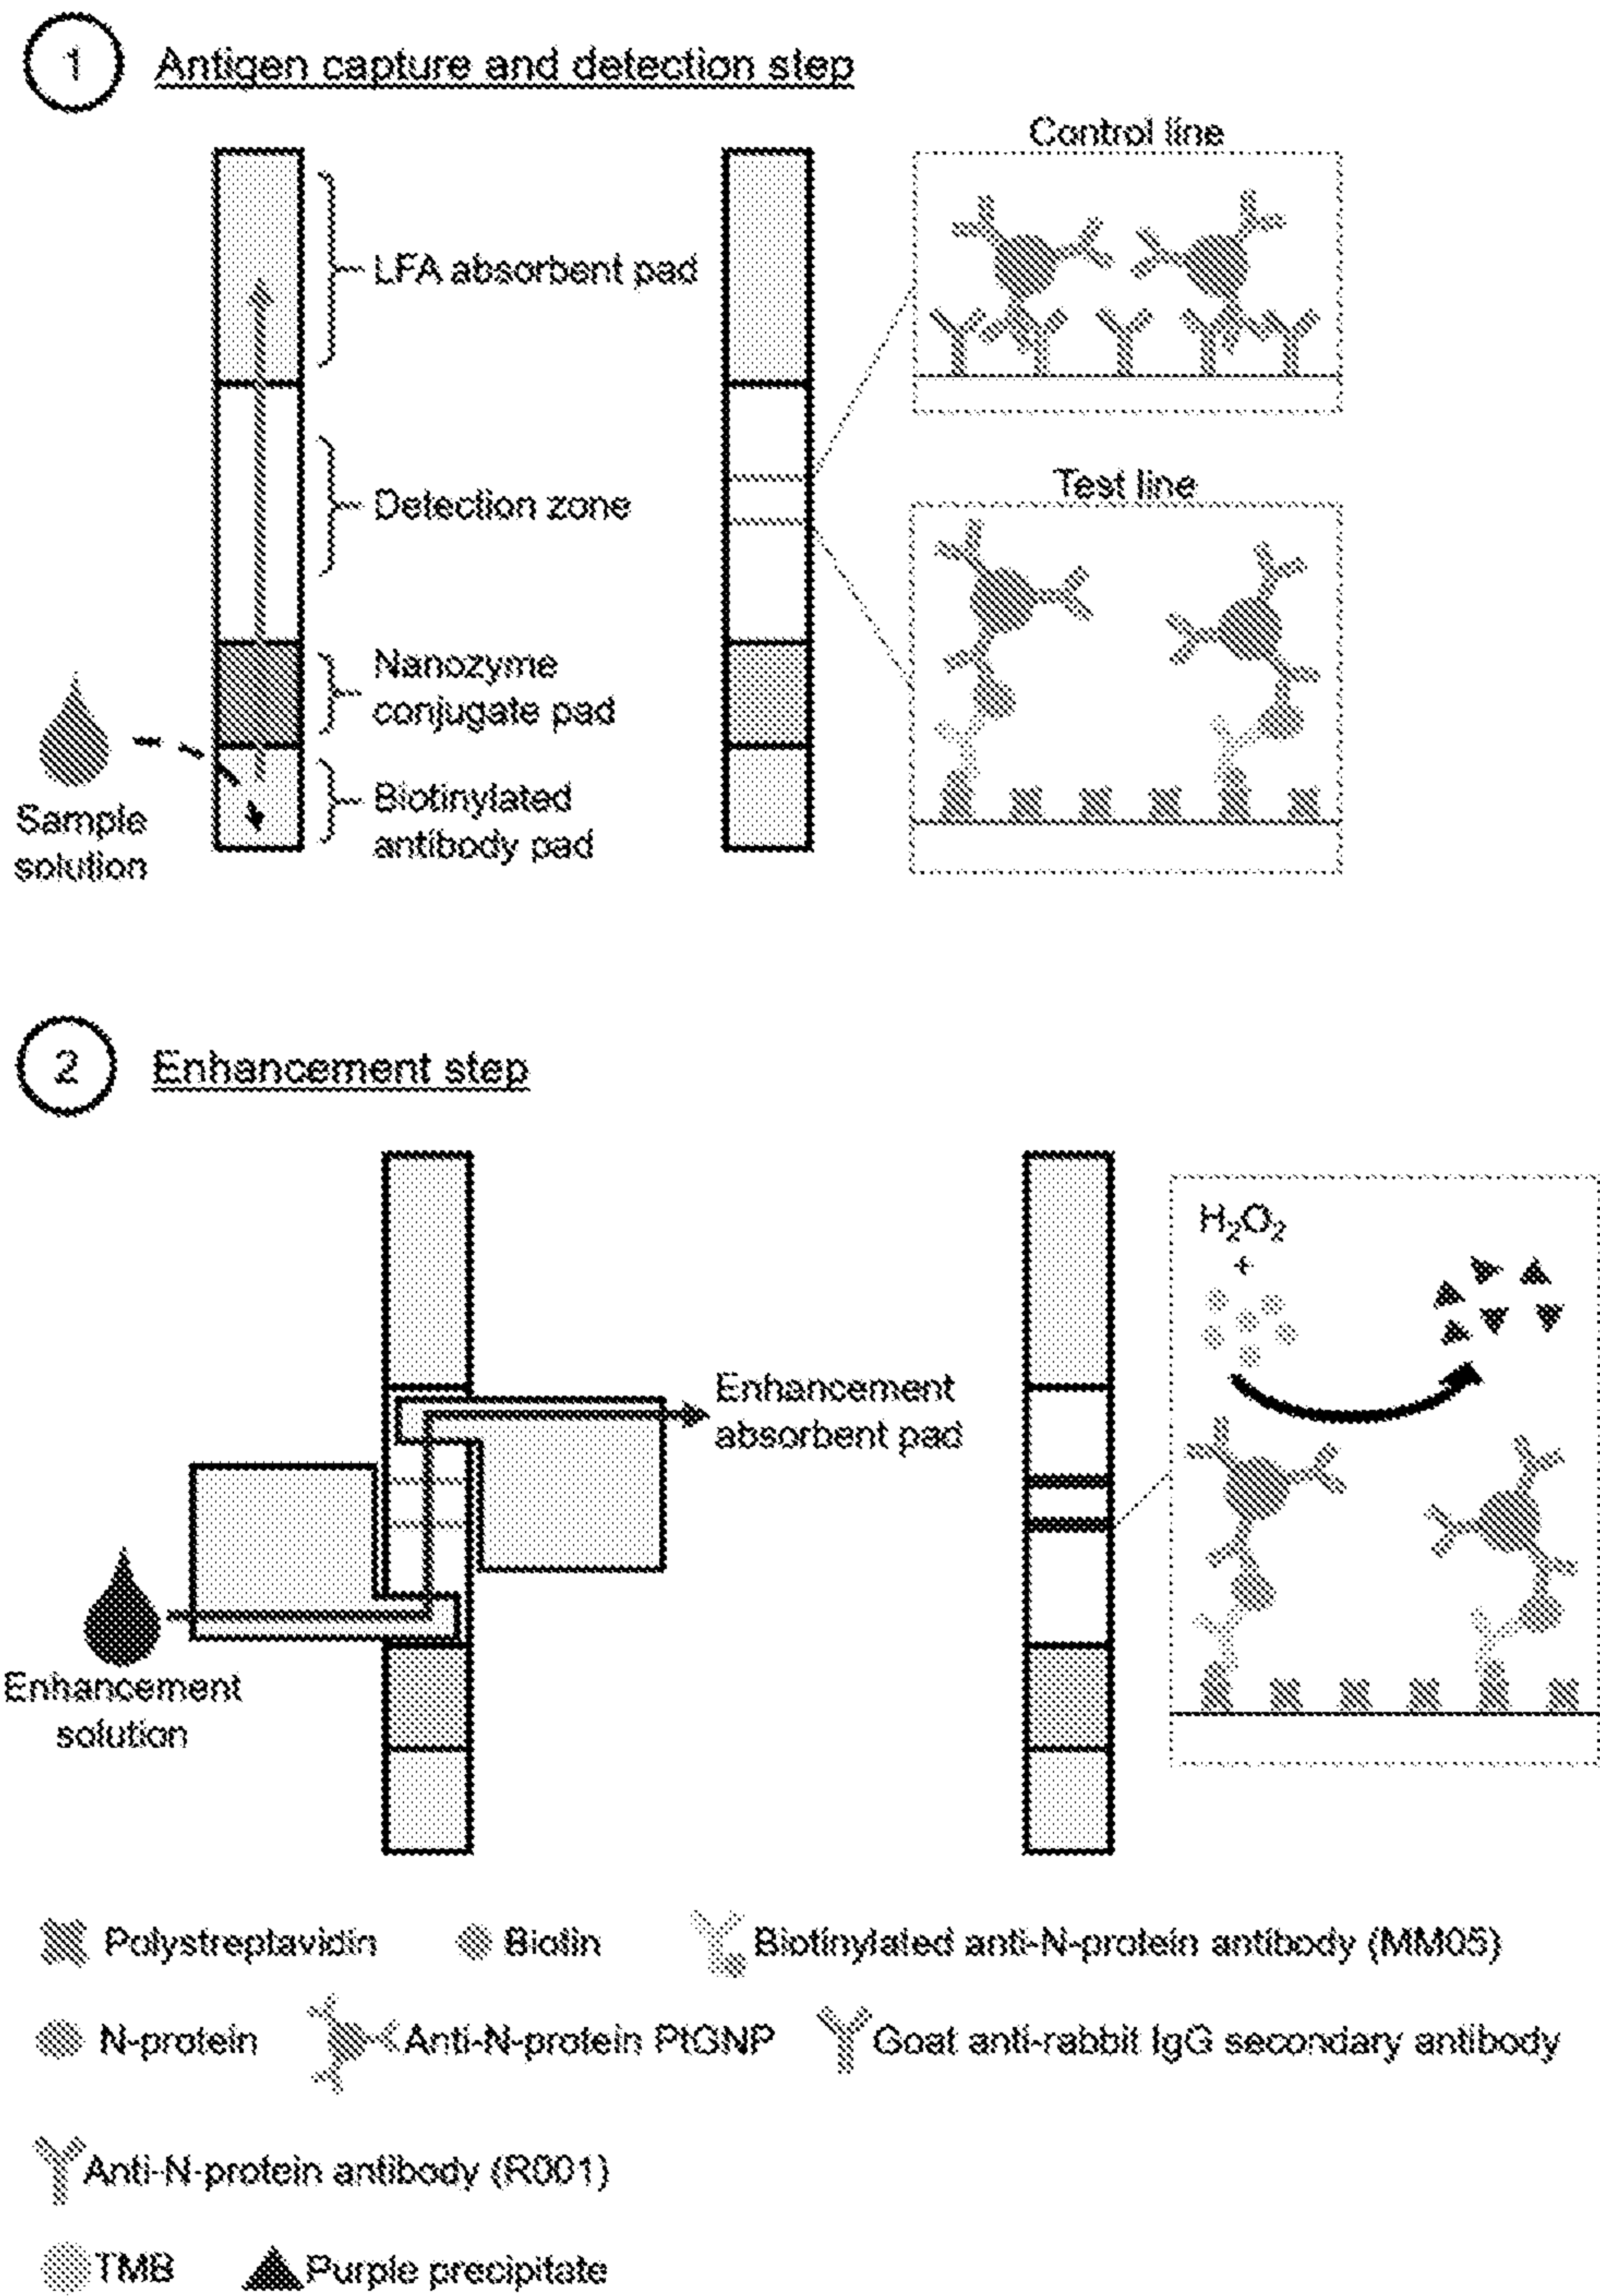 1
Antigen capture and detection step
Control line
LFA absorbent pad
Test line
Detection zone
Nanozyme
conjugate pad
Biotinylated
antibody pad
Sample
solution
2
Enhancement step
H₂O₂
+
Enhancement
absorbent pad
Enhancement
solution
Polystreptavidin
Biotin
Biotinylated anti-N-protein antibody (MM05)
N-protein
Anti-N-protein PtGNP
Goat anti-rabbit IgG secondary antibody
Anti-N-protein antibody (R001)
TMB
Purple precipitate